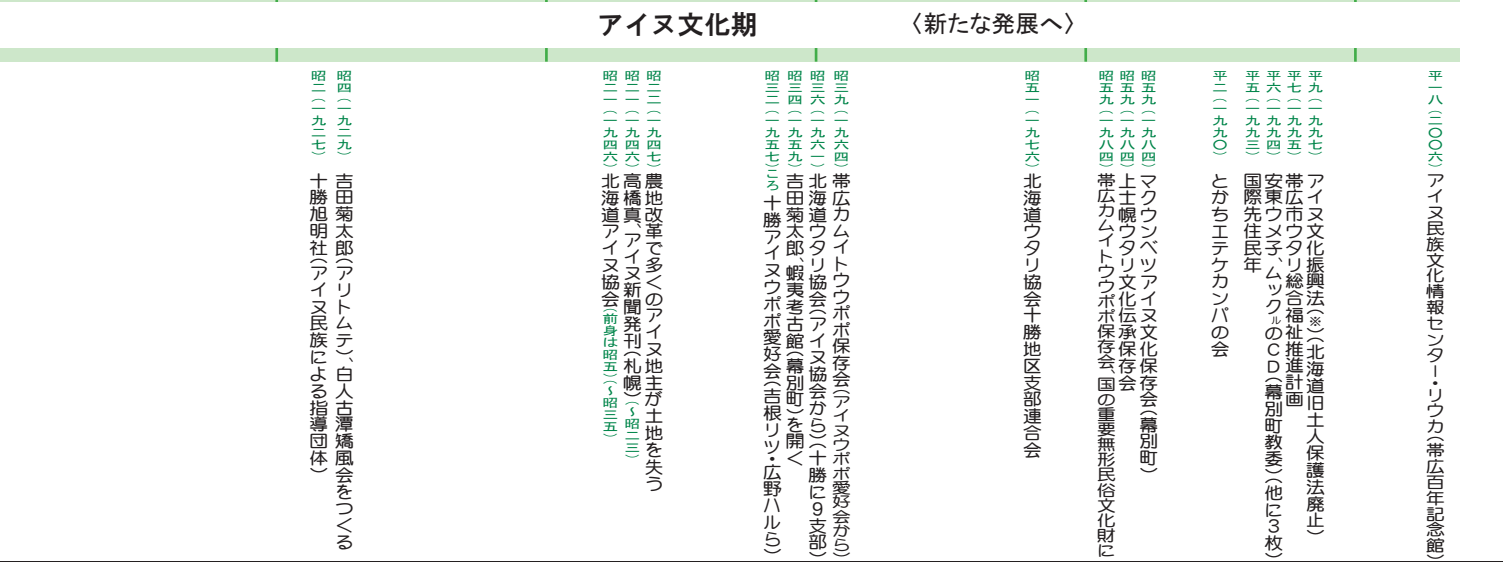 アイヌ文化期 〈新たな発展へ〉
昭二(一九二七) 十勝旭明社(アイヌ民族による指導団体)
昭四(一九二九) 吉田菊太郎(アリトムテ)、白人古潭矯風会をつくる
昭二一(一九四六) 北海道アイヌ協会(前身は昭五)(~昭三五)
昭二一(一九四六) 高橋真、アイヌ新聞発刊(札幌)(~昭二三)
昭二二(一九四七) 農地改革で多くのアイヌ地主が土地を失う
昭三二(一九五七)ころ 十勝アイヌウポポ愛好会(吉根リツ・広野ハルら)
昭三四(一九五九) 吉田菊太郎、蝦夷考古館(幕別町)を開く
昭三六(一九六一) 北海道ウタリ協会(アイヌ協会から)(十勝に9支部)
昭三九(一九六四) 帯広カムイトウウポポ保存会(アイヌウポポ愛好会から)
昭五一(一九七六) 北海道ウタリ協会十勝地区支部連合会
昭五九(一九八四) 帯広カムイトウウポポ保存会、国の重要無形民俗文化財に
昭五九(一九八四) 上士幌ウタリ文化伝承保存会
昭五九(一九八四) マクウンベツアイヌ文化保存会(幕別町)
平二(一九九〇) とかちエテケカンパの会
平五(一九九三) 国際先住民年
平六(一九九四) 安東ウメ子、ムックㇽのCD(幕別町教委)(他に3枚)
平七(一九九五) 帯広市ウタリ総合福祉推進計画
平九(一九九七) アイヌ文化振興法(※)(北海道旧土人保護法廃止)
平一八(二〇〇六) アイヌ民族文化情報センター・リウカ(帯広百年記念館)